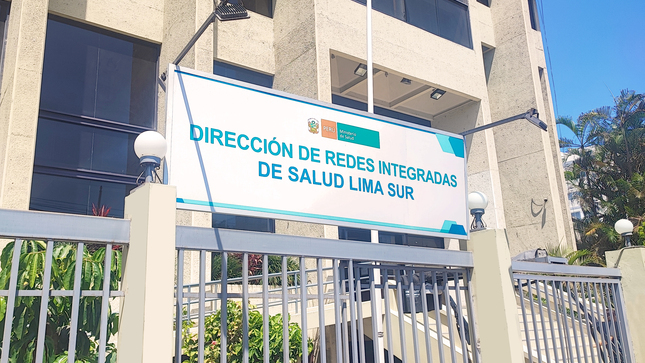 PERÚ
Ministerio
de Salud
DIRECCIÓN DE REDES INTEGRADAS
DE SALUD LIMA SUR